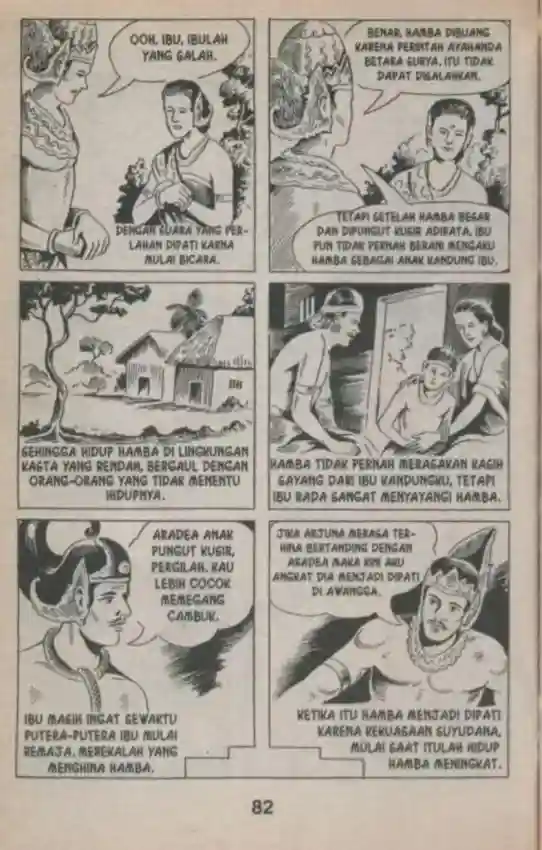 OOH, IBU, IBULAH
YANG SALAH.
DENGAN SUARA YANG PER-
LAHAN DIPATI KARNA
MULAI BICARA.
BENAR, HAMBA DIBUANG
KARENA PERINTAH AYAHANDA
BETARA SURYA, ITU TIDAK
DAPAT DISALAHKAN.
TETAPI SETELAH HAMBA BESAR
DAN DIPUNGUT KUSIR ADIRATA, IBU
PUN TIDAK PERNAH BERANI MENGAKU
HAMBA SEBAGAI ANAK KANDUNG IBU.
SEHINGGA HIDUP HAMBA DI LINGKUNGAN
KASTA YANG RENDAH, BERGAUL DENGAN
ORANG-ORANG YANG TIDAK MENENTU
HIDUPNYA.
HAMBA TIDAK PERNAH MERASAKAN KASIH
SAYANG DARI IBU KANDUNGKU, TETAPI
IBU RADA SANGAT MENYAYANGI HAMBA.
ARADEA ANAK
PUNGUT KUSIR,
PERGILAH. KAU
LEBIH COCOK
MEMEGANG
CAMBUK.
IBU MASIH INGAT SEWAKTU
PUTERA-PUTERA IBU MULAI
REMAJA, MEREKALAH YANG
MENGHINA HAMBA.
JIKA ARJUNA MERASA TER-
HINA BERTANDING DENGAN
ARADEA MAKA KINI AKU
ANGKAT DIA MENJADI DIPATI
DI AWANGGA.
KETIKA ITU HAMBA MENJADI DIPATI
KARENA KEKUASAAN SUYUDANA,
MULAI SAAT ITULAH HIDUP
HAMBA MENINGKAT.
82